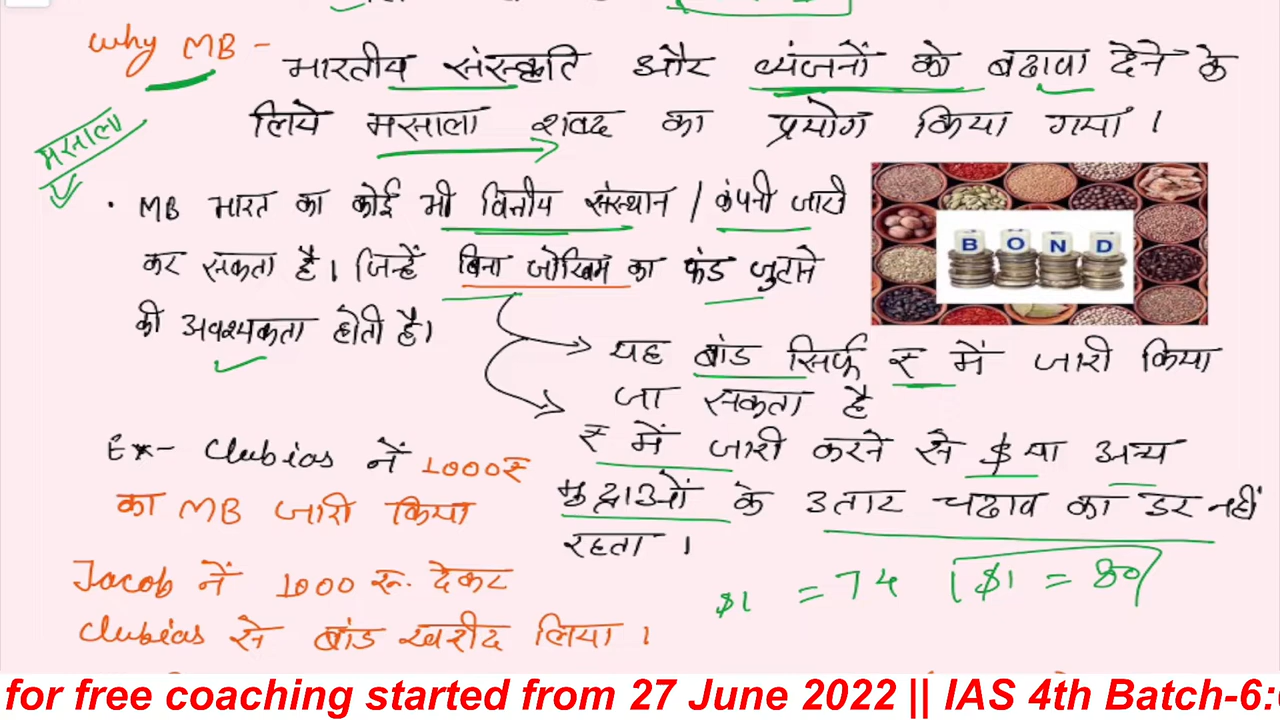 Why MB - भारतीय संस्कृति और व्यंजनों को बढावा देने के
लिये मसाला शवद का प्रयोग किया गया ।
मसाला
• MB भारत का कोई भी वित्तीय संस्थान / कंपनी जारी
कर सकता है। जिन्हें बिना जोखिम का फंड जुटाने
की अवश्यकता होती है।
BOND
यह बांड सिर्फ ₹ में जारी किया
जा सकता है
₹ में जारी करने से $ या अन्य
मुद्राओं के उतार चढाव का डर नहीं
रहता ।
$1 = 74 $1 = 80
Ex- Clubias नें 1000₹
का MB जारी किया
Jacob नें 1000 रू. देकर
Clubias से बांड खरीद लिया ।
for free coaching started from 27 June 2022 || IAS 4th Batch-6: